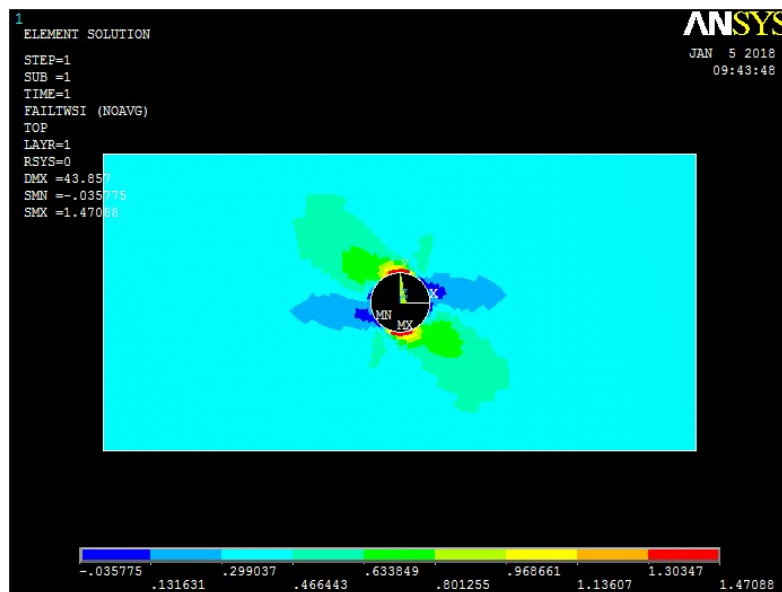 1
ELEMENT SOLUTION
ANSYS
JAN 5 2018
09:43:48
STEP=1
SUB =1
TIME=1
FAILTWSI (NOAVG)
TOP
LAYR=1
RSYS=0
DMX =43.857
SMN =-.035775
SMX =1.47088
X
MN
MX
-.035775 .299037 .633849 .968661 1.30347
.131631 .466443 .801255 1.13607 1.47088